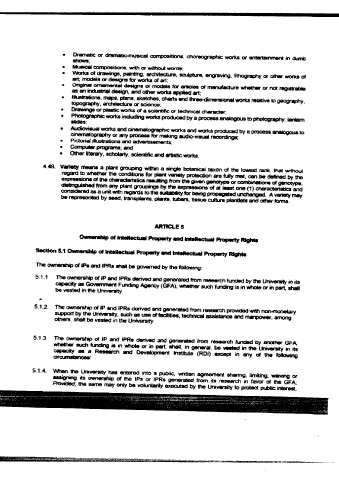 • Dramatic or dramatic-musical compositions, choreographic works or entertainment in dumb
shows;
• Musical compositions, with or without words;
• Works of drawings, painting, architecture, sculpture, engraving, lithography or other works of
art; models or designs for works of art;
• Original ornamental designs or models for articles of manufacture whether or not registrable
as an industrial design, and other works applied art;
• Illustrations, maps, plans, sketches, charts and three-dimensional works relative to geography,
topography, architecture or science;
• Drawings or plastic works of a scientific or technical character;
• Photographic works including works produced by a process analogous to photography; lantern
slides;
• Audiovisual works and cinematographic works and works produced by a process analogous to
cinematography or any process for making audio-visual recordings;
• Pictorial illustrations and advertisements;
• Computer programs; and
• Other literary, scholarly, scientific and artistic works.
4.48. Variety means a plant grouping within a single botanical taxon of the lowest rank, that without
regard to whether the conditions for plant variety protection are fully met, can be defined by the
expressions of the characteristics resulting from the given genotype or combinations of genotype,
distinguished from any plant groupings by the expressions of at least one (1) characteristics and
considered as a unit with regards to the suitability for being propagated unchanged. A variety may
be represented by seed, transplants, plants, tubers, tissue culture plantlets and other forms.
ARTICLE 5
Ownership of Intellectual Property and Intellectual Property Rights
Section 5.1 Ownership of Intellectual Property and Intellectual Property Rights
The ownership of IPs and IPRs shall be governed by the following:
5.1.1 The ownership of IP and IPRs derived and generated from research funded by the University in its
capacity as Government Funding Agency (GFA), whether such funding is in whole or in part, shall
be vested in the University.
5.1.2. The ownership of IP and IPRs derived and generated from research provided with non-monetary
support by the University, such as use of facilities, technical assistance and manpower, among
others, shall be vested in the University.
5.1.3 The ownership of IP and IPRs derived and generated from research funded by another GFA,
whether such funding is in whole or in part, shall, in general, be vested in the University in its
capacity as a Research and Development Institute (RDI) except in any of the following
circumstances:
5.1.4. When the University has entered into a public, written agreement sharing, limiting, waiving or
assigning its ownership of the IPs or IPRs generated from its research in favor of the GFA;
Provided, the same may only be voluntarily executed by the University to protect public interest,